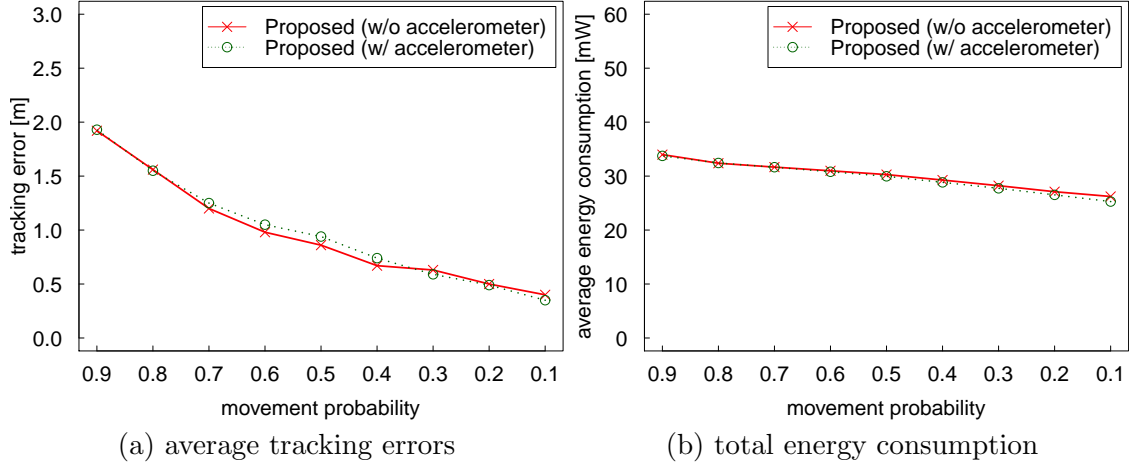 3.0
2.5
2.0
1.5
1.0
0.5
0.0
tracking error [m]
Proposed (w/o accelerometer)
Proposed (w/ accelerometer)
0.9 0.8 0.7 0.6 0.5 0.4 0.3 0.2 0.1
movement probability
(a) average tracking errors
60
50
40
30
20
10
0
average energy consumption [mW]
Proposed (w/o accelerometer)
Proposed (w/ accelerometer)
0.9 0.8 0.7 0.6 0.5 0.4 0.3 0.2 0.1
movement probability
(b) total energy consumption